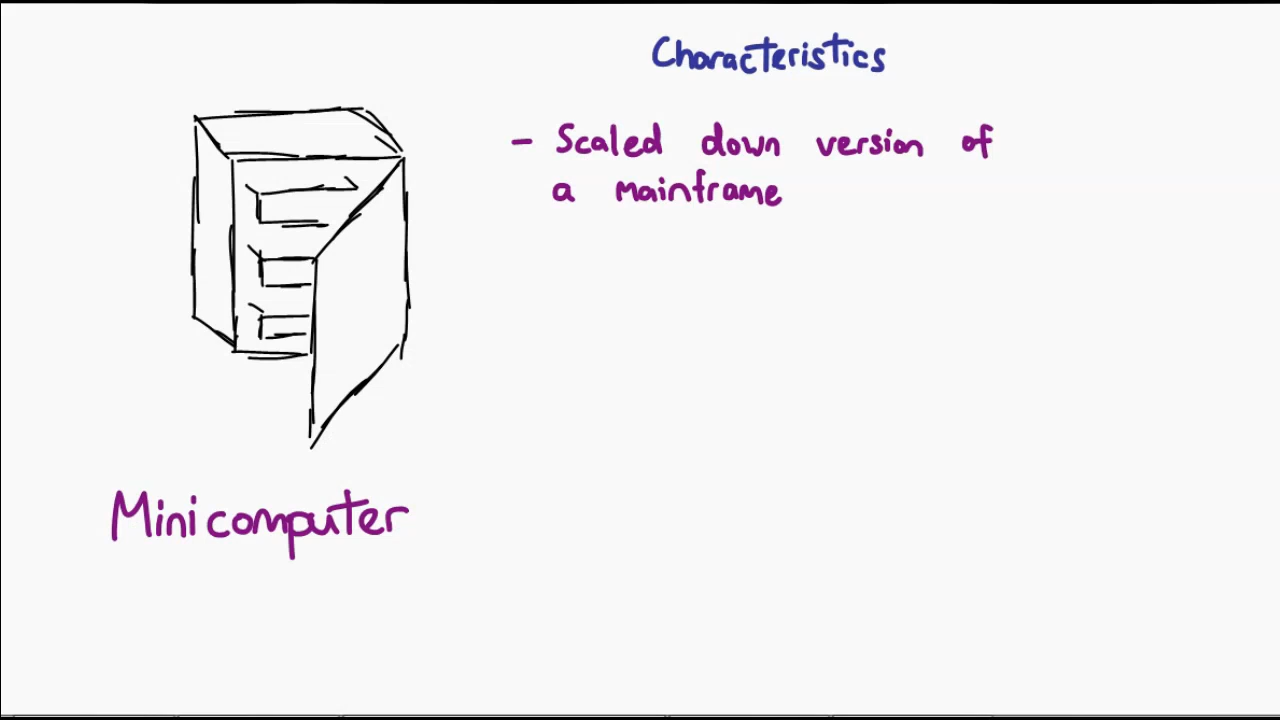 Characteristics
- Scaled down version of
a mainframe
Minicomputer